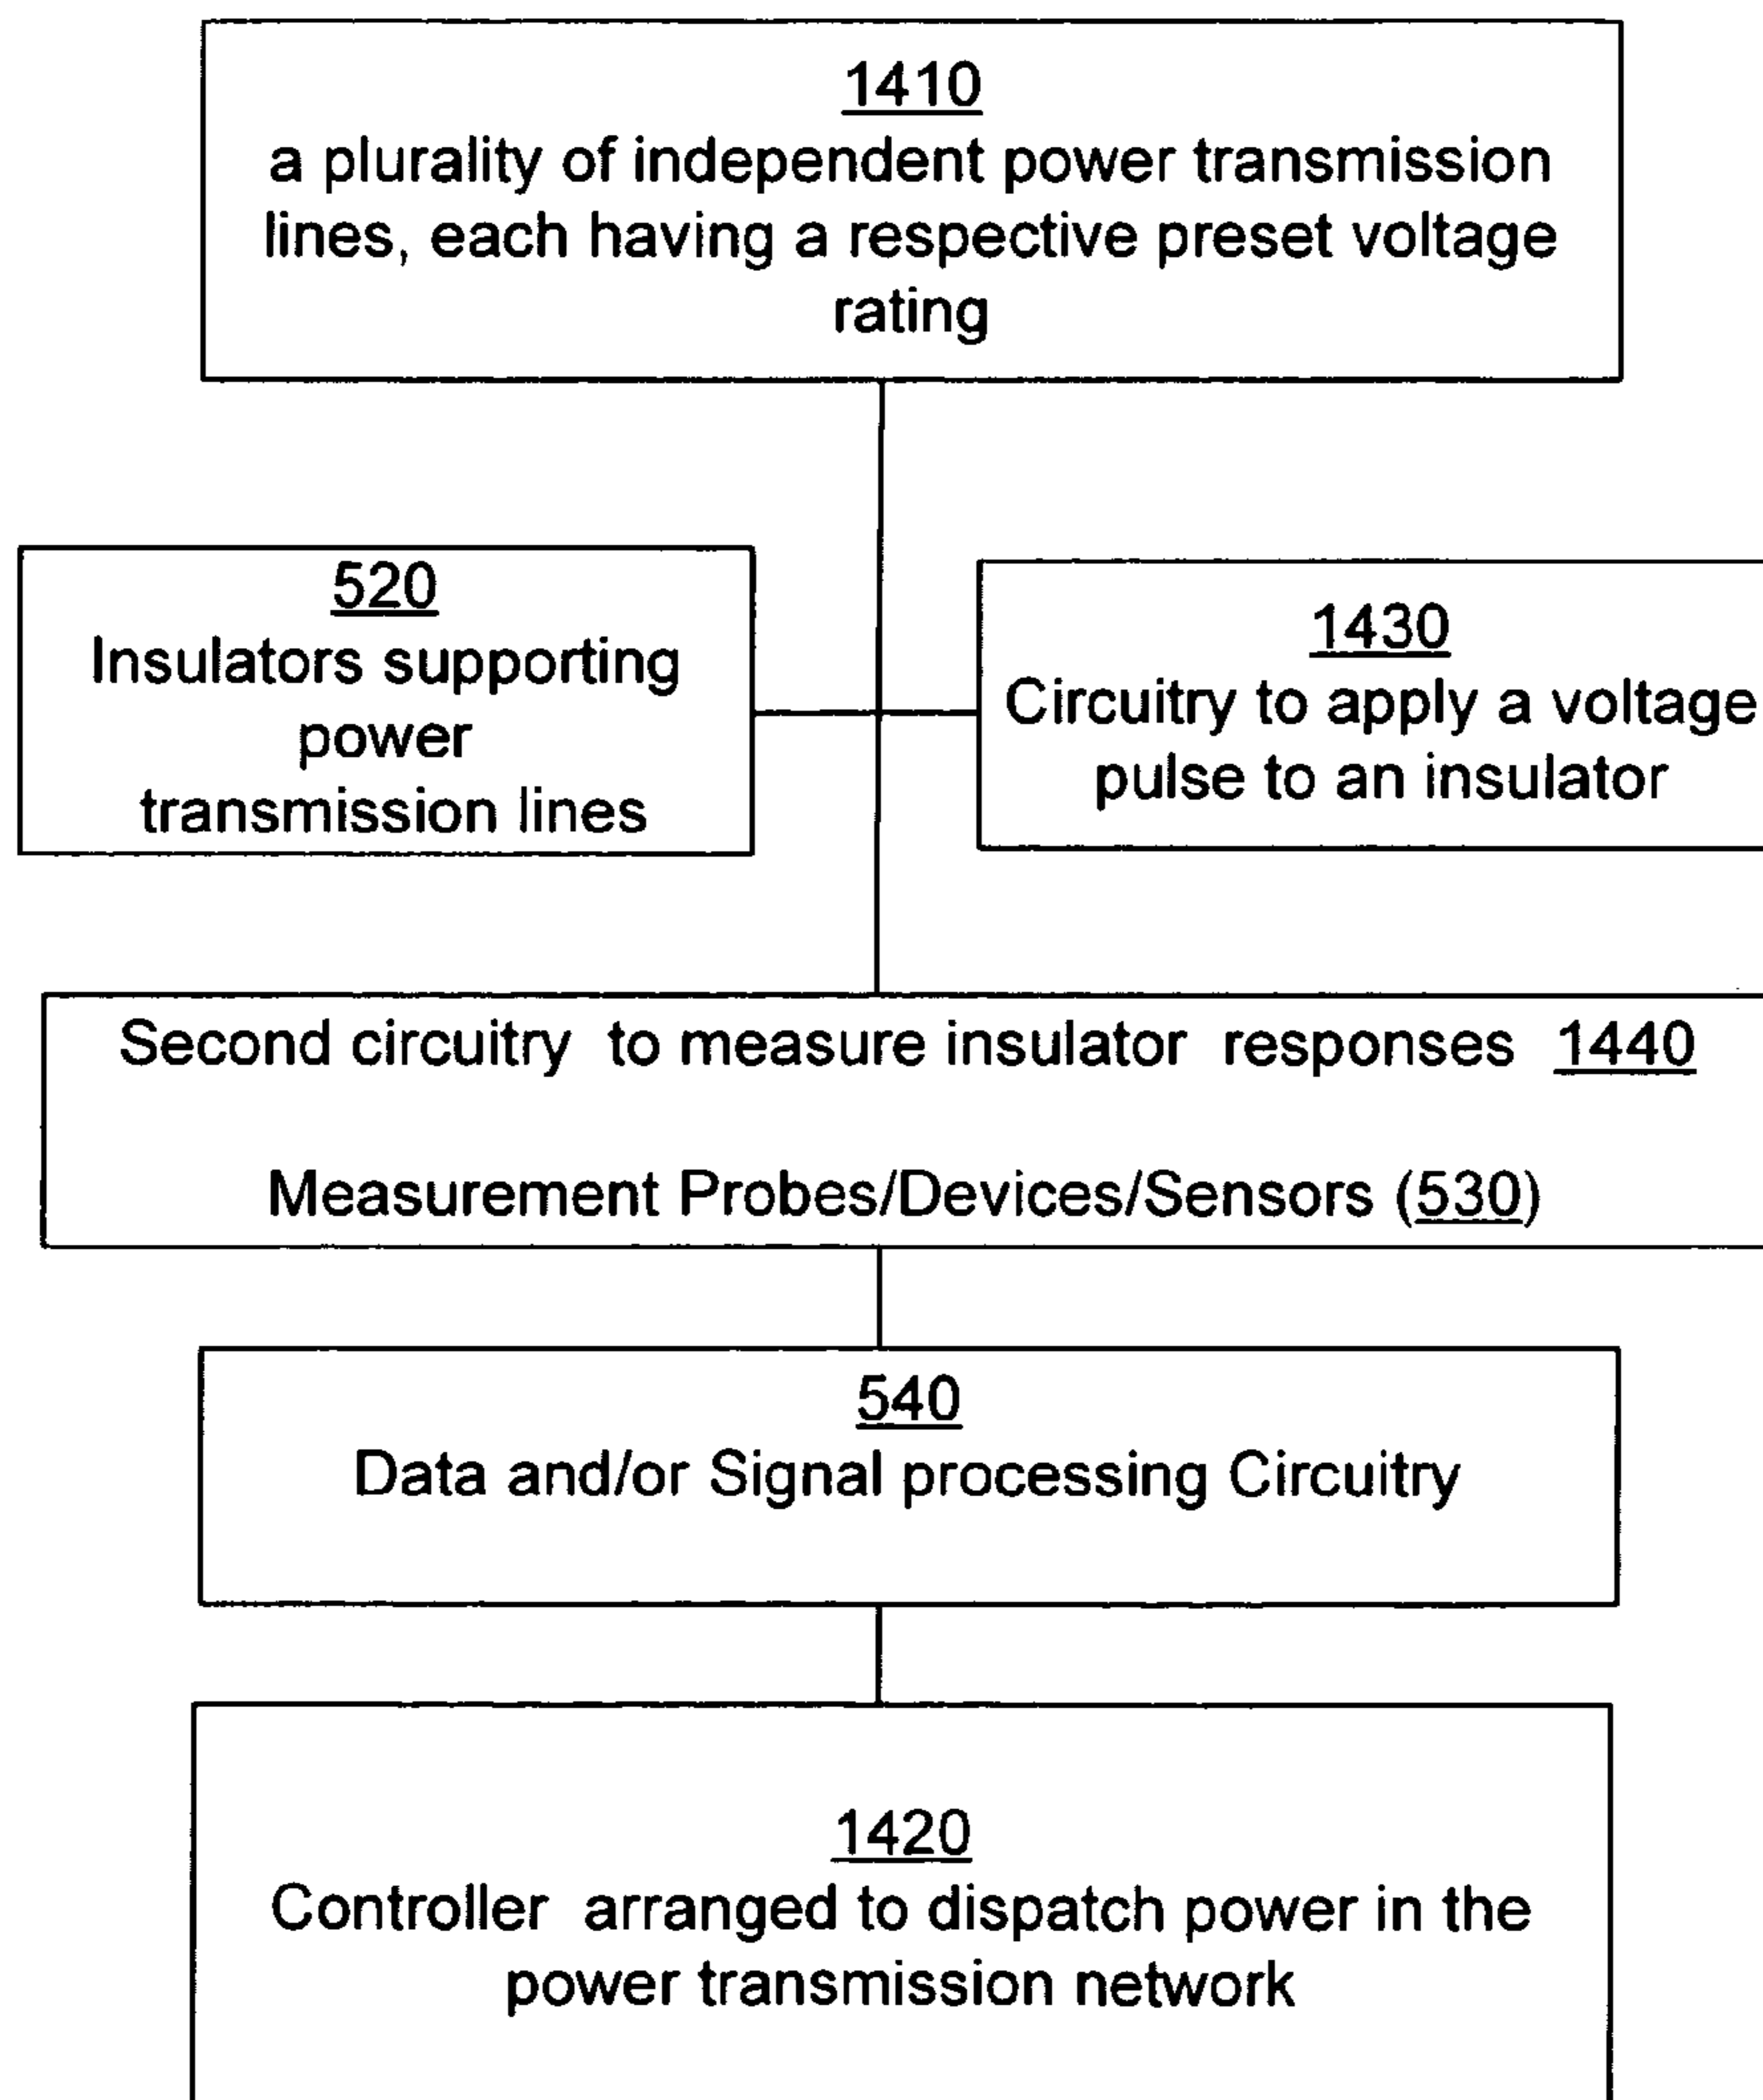 1410
a plurality of independent power transmission
lines, each having a respective preset voltage
rating
520
Insulators supporting
power
transmission lines
1430
Circuitry to apply a voltage
pulse to an insulator
Second circuitry to measure insulator responses 1440
Measurement Probes/Devices/Sensors (530)
540
Data and/or Signal processing Circuitry
1420
Controller arranged to dispatch power in the
power transmission network